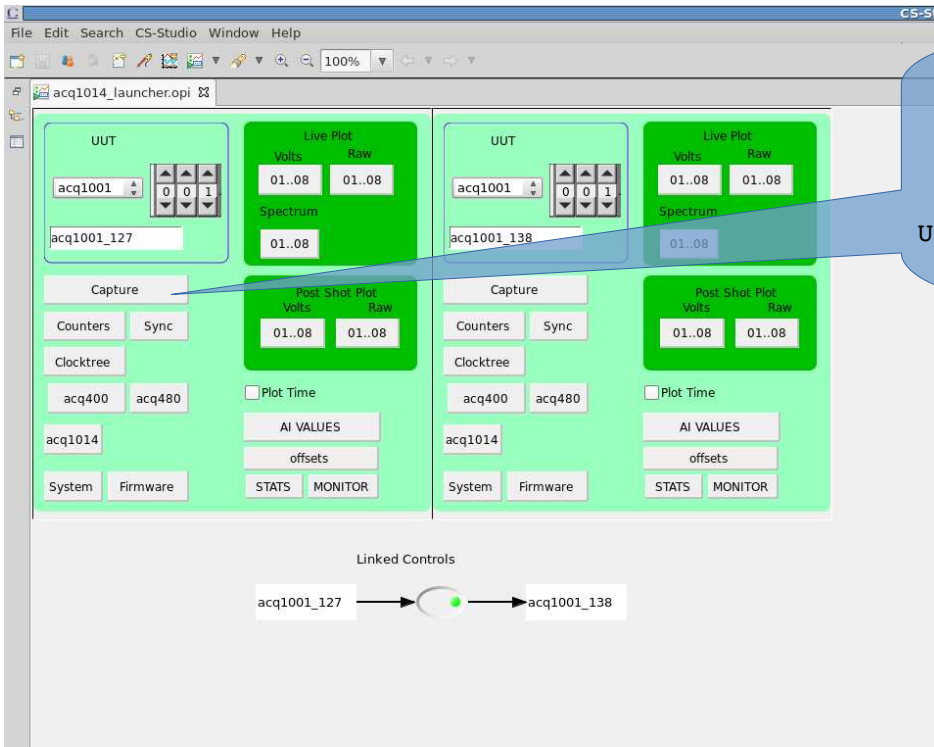 CS-S
File Edit Search CS-Studio Window Help
100%
acq1014_launcher.opi
UUT
acq1001
0 0 1
acq1001_127
Live Plot
Volts Raw
01..08 01..08
Spectrum
01..08
Capture
Counters Sync
Clocktree
acq400 acq480
acq1014
System Firmware
Post Shot Plot
Volts Raw
01..08 01..08
Plot Time
AI VALUES
offsets
STATS MONITOR
UUT
acq1001
0 0 1
acq1001_138
Live Plot
Volts Raw
01..08 01..08
Spectrum
01..08
Capture
Counters Sync
Clocktree
acq400 acq480
acq1014
System Firmware
Post Shot Plot
Volts Raw
01..08 01..08
Plot Time
AI VALUES
offsets
STATS MONITOR
U
Linked Controls
acq1001_127 acq1001_138